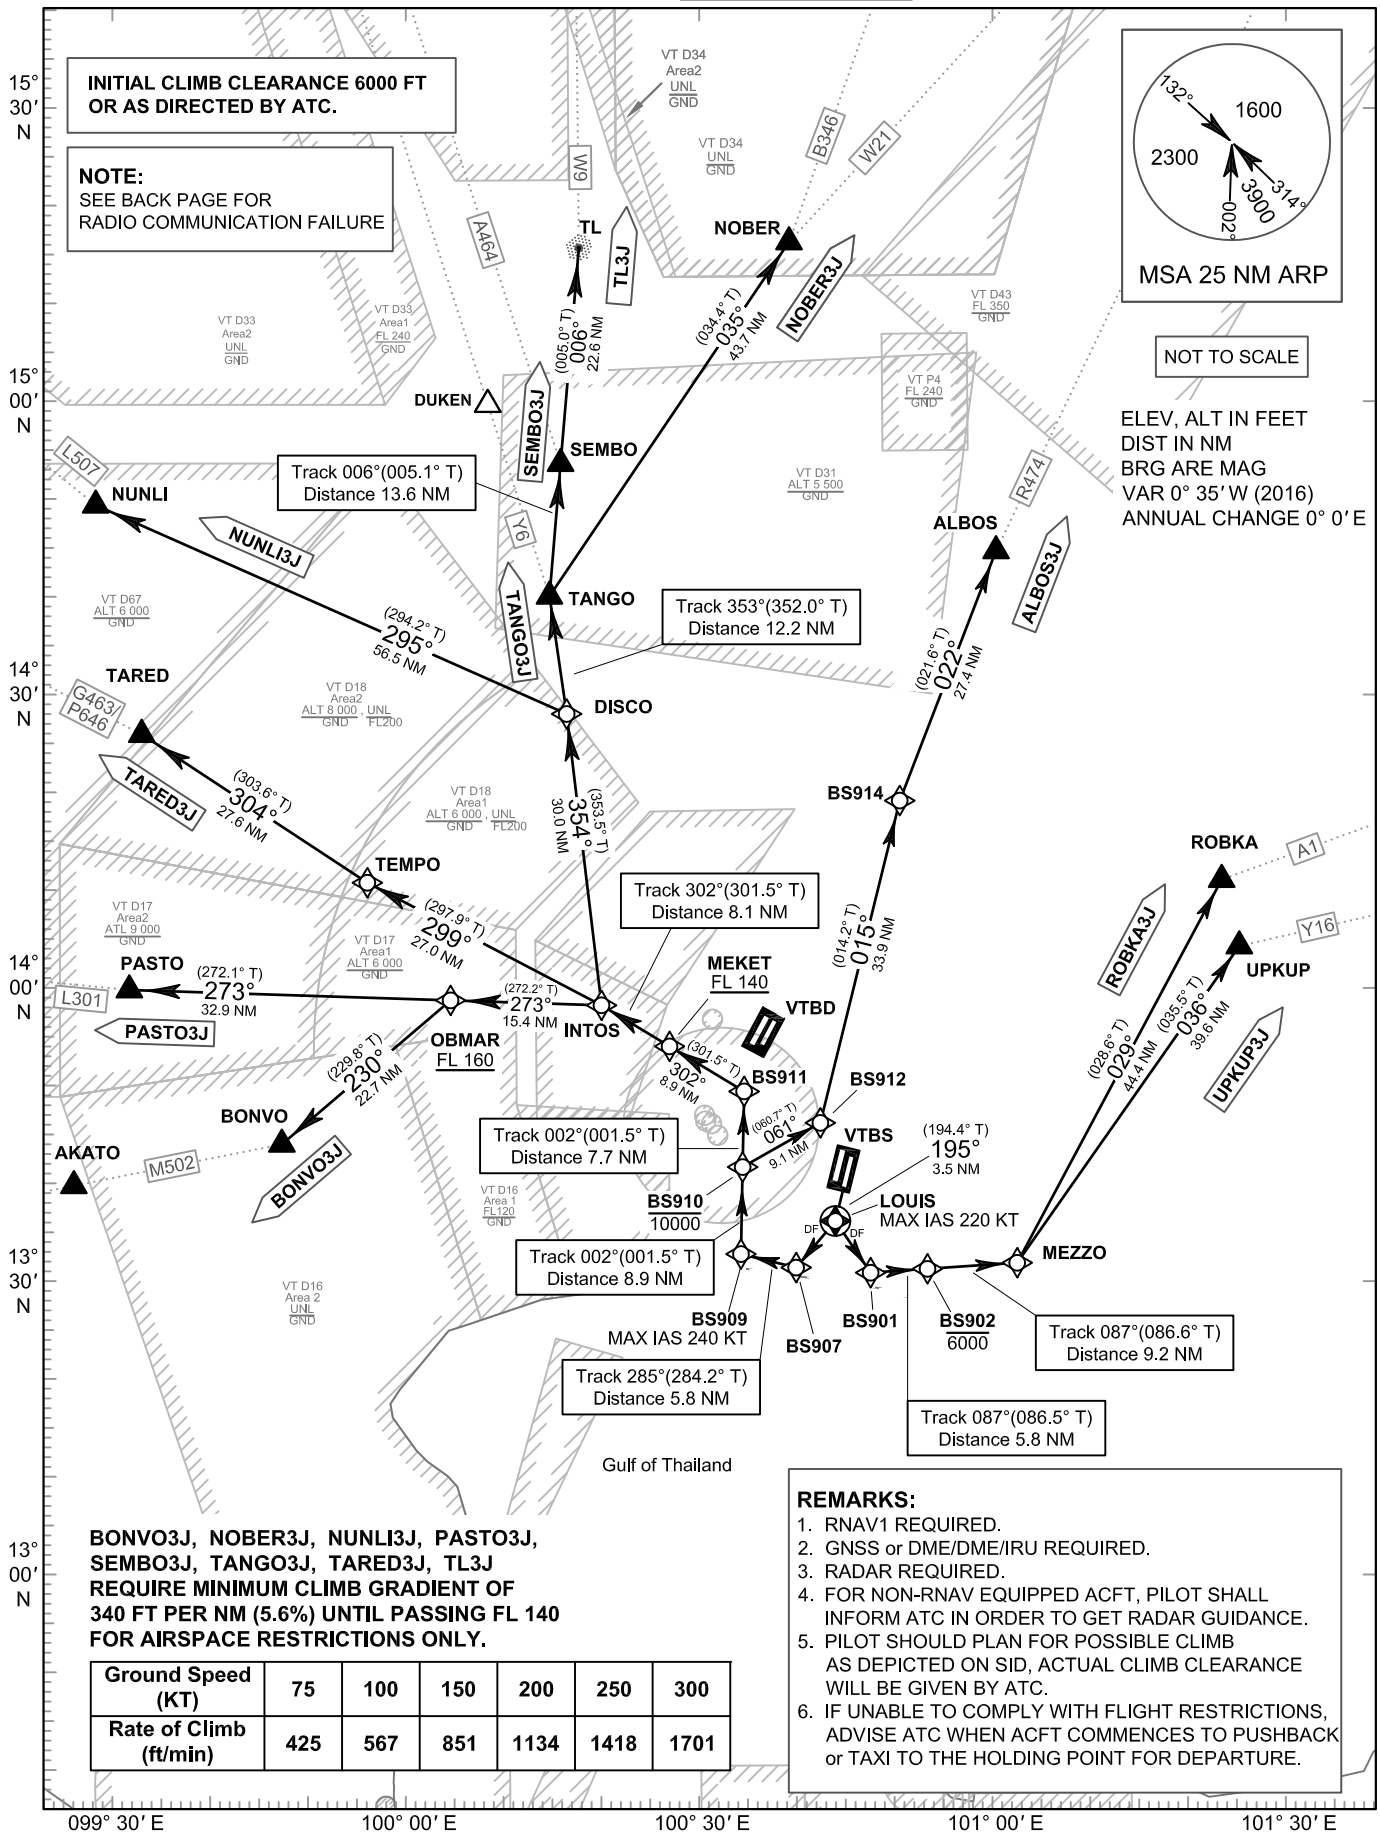 INITIAL CLIMB CLEARANCE 6000 FT
OR AS DIRECTED BY ATC.
NOTE:
SEE BACK PAGE FOR
RADIO COMMUNICATION FAILURE
15°
30′
N
15°
00′
N
14°
30′
N
14°
00′
N
13°
30′
N
13°
00′
N
VT D34
Area2
UNL
GND
VT D34
UNL
GND
B346
W21
W9
A464
132°
1600
2300
3900
314°
002°
MSA 25 NM ARP
NOT TO SCALE
ELEV, ALT IN FEET
DIST IN NM
BRG ARE MAG
VAR 0° 35′ W (2016)
ANNUAL CHANGE 0° 0′ E
TL
TL3J
NOBER
NOBER3J
(034.4° T)
035°
43.7 NM
(005.0° T)
006°
22.6 NM
VT D33
Area2
UNL
GND
VT D33
Area1
FL 240
GND
VT D43
FL 350
GND
VT P4
FL 240
GND
DUKEN
SEMBO3J
SEMBO
Track 006°(005.1° T)
Distance 13.6 NM
L507
NUNLI
NUNLI3J
Y6
VT D31
ALT 5 500
GND
R474
ALBOS
ALBOS3J
TANGO3J
TANGO
Track 353°(352.0° T)
Distance 12.2 NM
VT D67
ALT 6 000
GND
(294.2° T)
295°
56.5 NM
(021.6° T)
022°
27.4 NM
TARED
G463/
P646
TARED3J
VT D18
Area2
ALT 8 000 , UNL
GND FL200
DISCO
(303.6° T)
304°
27.6 NM
VT D18
Area1
ALT 6 000 , UNL
GND FL200
(353.5° T)
354°
30.0 NM
BS914
ROBKA
A1
ROBKA3J
TEMPO
Track 302°(301.5° T)
Distance 8.1 NM
(297.9° T)
299°
27.0 NM
VT D17
Area2
ATL 9 000
GND
VT D17
Area1
ALT 6 000
GND
(014.2° T)
015°
33.9 NM
Y16
UPKUP
UPKUP3J
PASTO
L301
PASTO3J
(272.1° T)
273°
32.9 NM
(272.2° T)
273°
15.4 NM
INTOS
MEKET
FL 140
VTBD
OBMAR
FL 160
(301.5° T)
302°
8.9 NM
BS911
BS912
(035.5° T)
036°
39.6 NM
(028.6° T)
029°
44.4 NM
(229.8° T)
230°
22.7 NM
BONVO
BONVO3J
AKATO
M502
Track 002°(001.5° T)
Distance 7.7 NM
(060.7° T)
061°
9.1 NM
VTBS
(194.4° T)
195°
3.5 NM
VT D16
Area 1
FL120
GND
BS910
10000
LOUIS
MAX IAS 220 KT
DF
DF
MEZZO
Track 002°(001.5° T)
Distance 8.9 NM
VT D16
Area 2
UNL
GND
BS909
MAX IAS 240 KT
BS907
BS901
BS902
6000
Track 087°(086.6° T)
Distance 9.2 NM
Track 285°(284.2° T)
Distance 5.8 NM
Track 087°(086.5° T)
Distance 5.8 NM
Gulf of Thailand
BONVO3J, NOBER3J, NUNLI3J, PASTO3J,
SEMBO3J, TANGO3J, TARED3J, TL3J
REQUIRE MINIMUM CLIMB GRADIENT OF
340 FT PER NM (5.6%) UNTIL PASSING FL 140
FOR AIRSPACE RESTRICTIONS ONLY.
Ground Speed (KT) 75 100 150 200 250 300
Rate of Climb (ft/min) 425 567 851 1134 1418 1701
REMARKS:
1. RNAV1 REQUIRED.
2. GNSS or DME/DME/IRU REQUIRED.
3. RADAR REQUIRED.
4. FOR NON-RNAV EQUIPPED ACFT, PILOT SHALL
INFORM ATC IN ORDER TO GET RADAR GUIDANCE.
5. PILOT SHOULD PLAN FOR POSSIBLE CLIMB
AS DEPICTED ON SID, ACTUAL CLIMB CLEARANCE
WILL BE GIVEN BY ATC.
6. IF UNABLE TO COMPLY WITH FLIGHT RESTRICTIONS,
ADVISE ATC WHEN ACFT COMMENCES TO PUSHBACK
or TAXI TO THE HOLDING POINT FOR DEPARTURE.
099° 30′ E
100° 00′ E
100° 30′ E
101° 00′ E
101° 30′ E